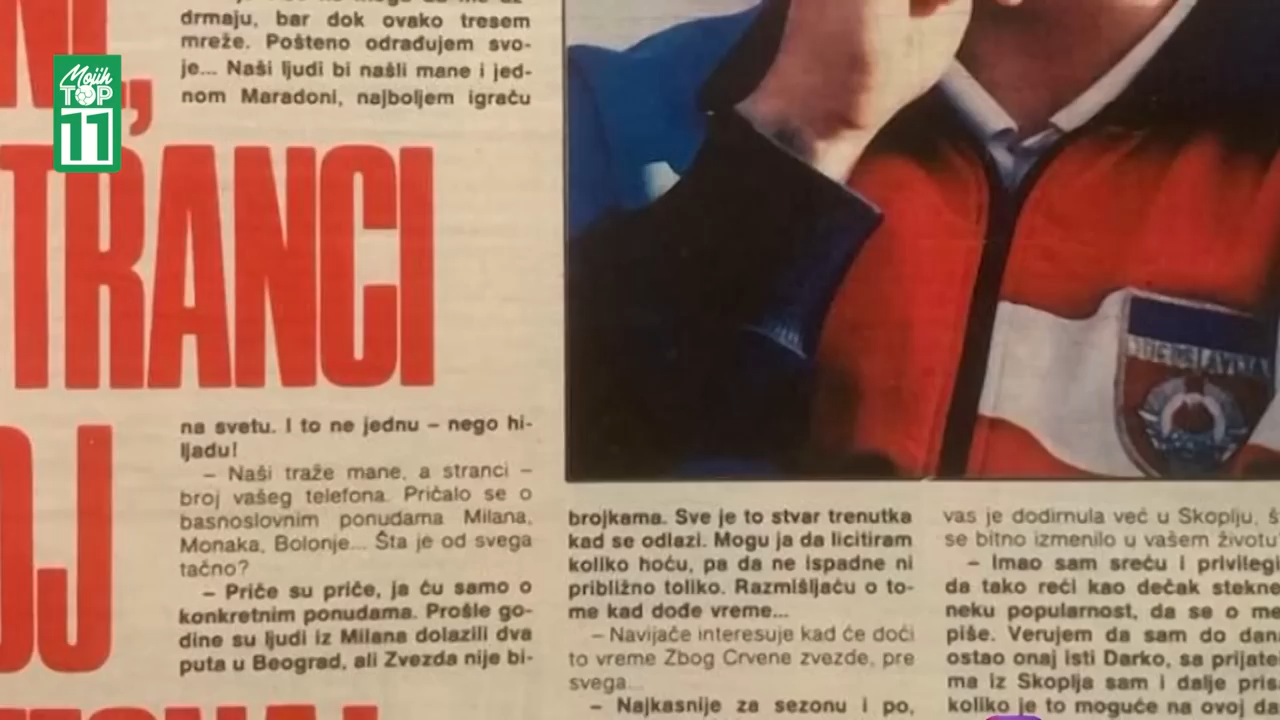 Mojih
TOP
11
NI,
TRANCI
OJ
drmaju, bar dok ovako tresem
mreže. Pošteno odrađujem svo-
je... Naši ljudi bi našli mane i jed-
nom Maradoni, najboljem igraču
na svetu. I to ne jednu – nego hi-
ljadu!
– Naši traže mane, a stranci –
broj vašeg telefona. Pričalo se o
basnoslovnim ponudama Milana,
Monaka, Bolonje... Šta je od svega
tačno?
– Priče su priče, ja ću samo o
konkretnim ponudama. Prošle go-
dine su ljudi iz Milana dolazili dva
puta u Beograd, ali Zvezda nije bi-
JUGOSLAVIJA
brojkama. Sve je to stvar trenutka
kad se odlazi. Mogu ja da licitiram
koliko hoću, pa da ne ispadne ni
približno toliko. Razmišljaću o to-
me kad dođe vreme...
– Navijače interesuje kad će doći
to vreme Zbog Crvene zvezde, pre
svega...
– Najkasnije za sezonu i po,
vas je dodirnula već u Skoplju, š
se bitno izmenilo u vašem životu
– Imao sam sreću i privilegi
da tako reći kao dečak stekne
neku popularnost, da se o me
piše. Verujem da sam do dan
ostao onaj isti Darko, sa prijate
ma iz Skoplja sam i dalje pris
koliko je to moguće na ovoj da